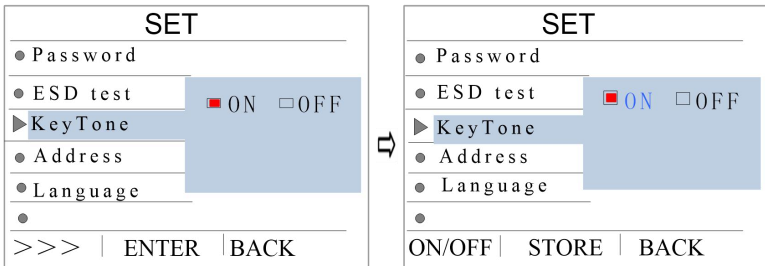 SET
Password
ESD test
KeyTone
Address
Language
ON OFF
>>> ENTER BACK
SET
Password
ESD test
KeyTone
Address
Language
ON OFF
ON/OFF STORE BACK